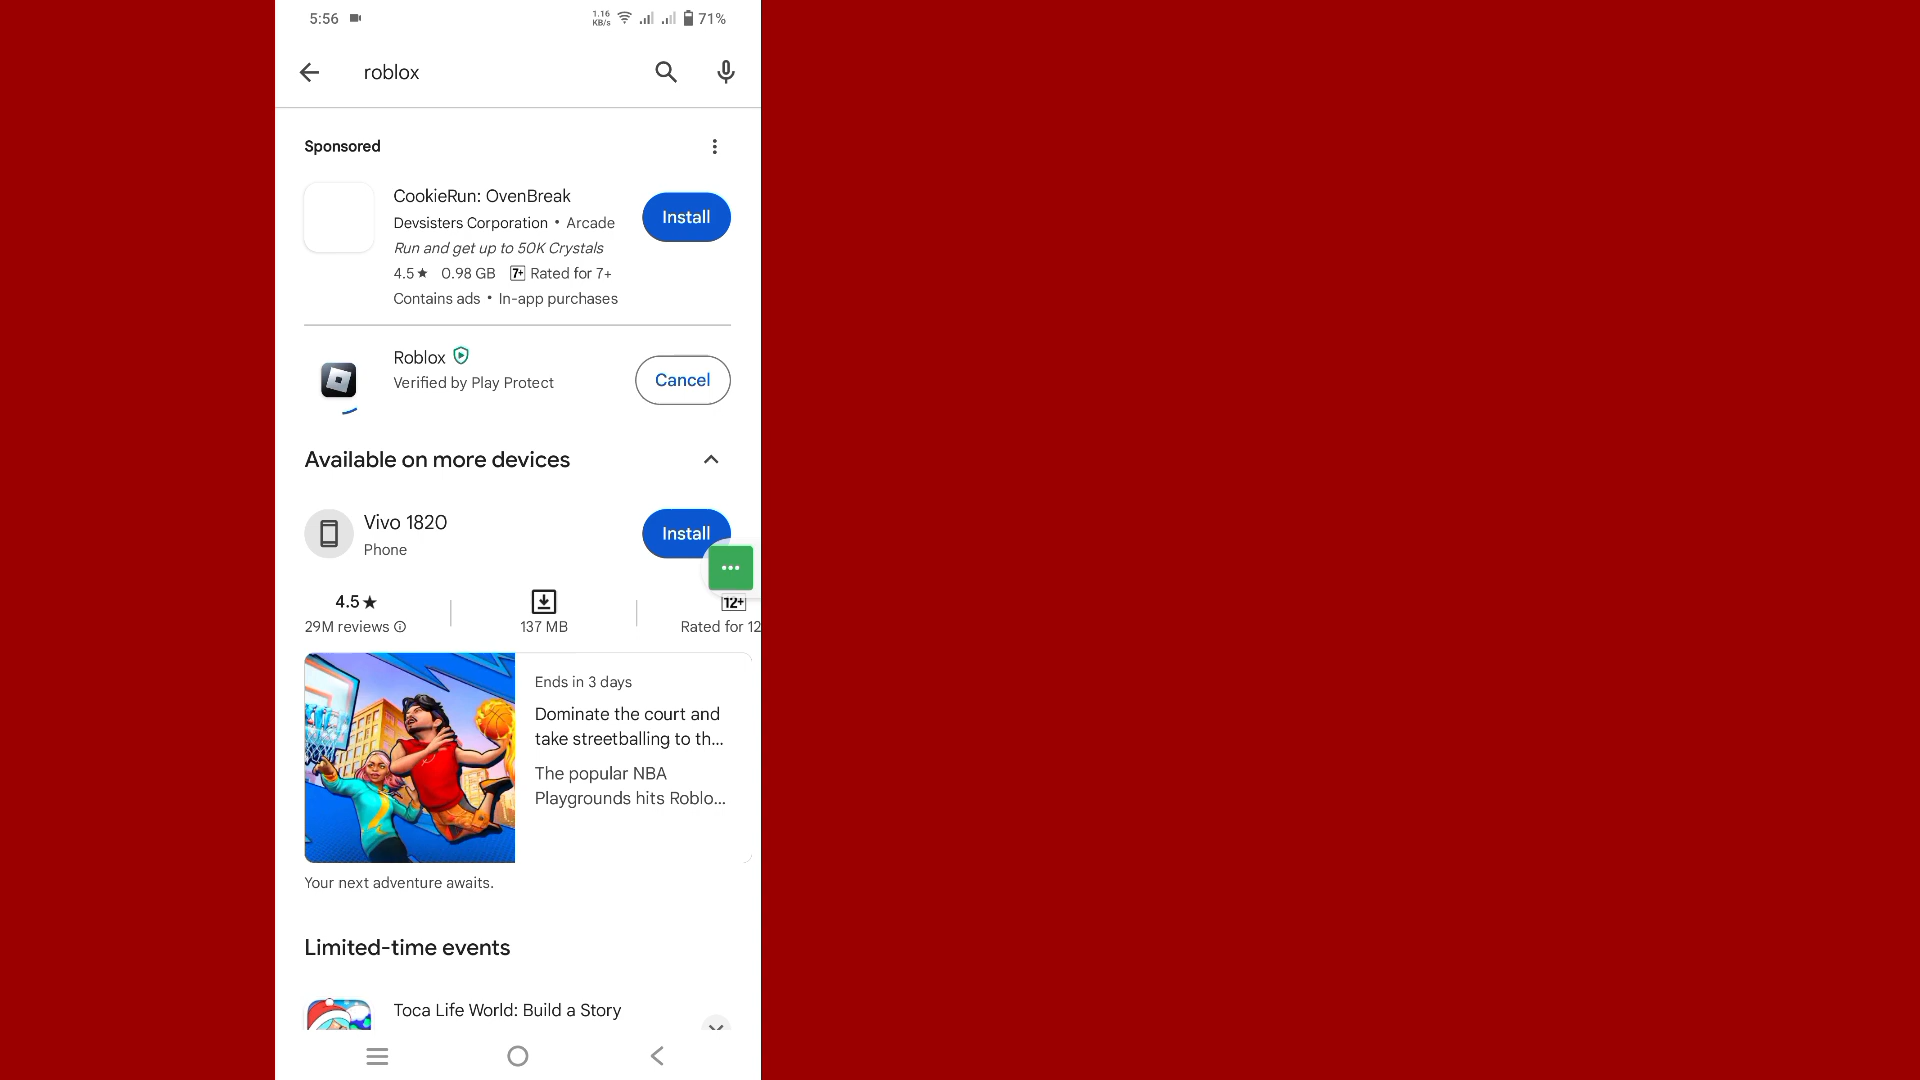 5:56 1.16 KB/s 71%
roblox
Sponsored
CookieRun: OvenBreak
Devsisters Corporation • Arcade
Install
Run and get up to 50K Crystals
4.5★ 0.98 GB 7+ Rated for 7+
Contains ads • In-app purchases
Roblox
Verified by Play Protect
Cancel
Available on more devices
Vivo 1820
Phone
Install
4.5★
29M reviews
137 MB
12+
Rated for 12
Ends in 3 days
Dominate the court and
take streetballing to th...
The popular NBA
Playgrounds hits Roblo...
Your next adventure awaits.
Limited-time events
Toca Life World: Build a Story